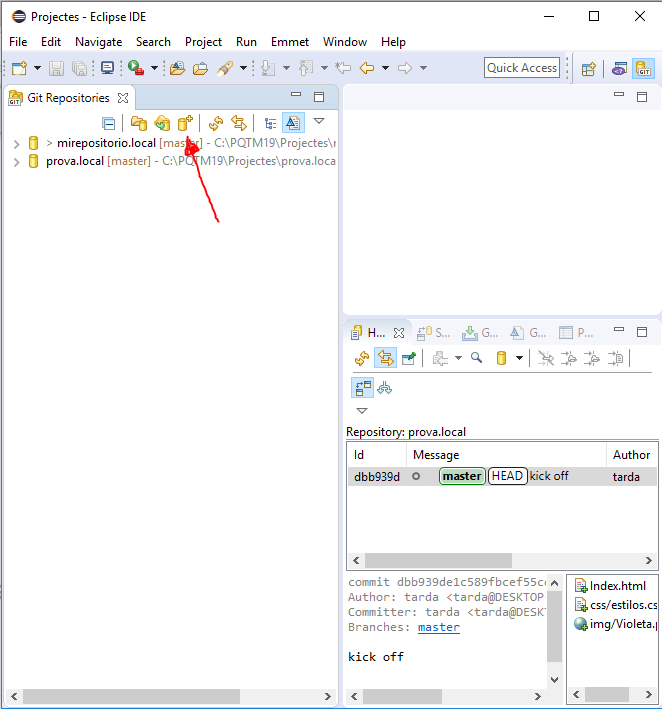 Projectes - Eclipse IDE
File Edit Navigate Search Project Run Emmet Window Help
Quick Access
GIT
GIT Git Repositories
> mirepositorio.local [master] - C:\PQTM19\Projectes\
prova.local [master] - C:\PQTM19\Projectes\prova.loca
H... S... G... G... P...
Repository: prova.local
Id Message Author
dbb939d master HEAD kick off tarda
commit dbb939de1c589fbcef55c
Author: tarda <tarda@DESKTOP
Committer: tarda <tarda@DESKT
Branches: master
kick off
Index.html
css/estilos.cs
img/Violeta.